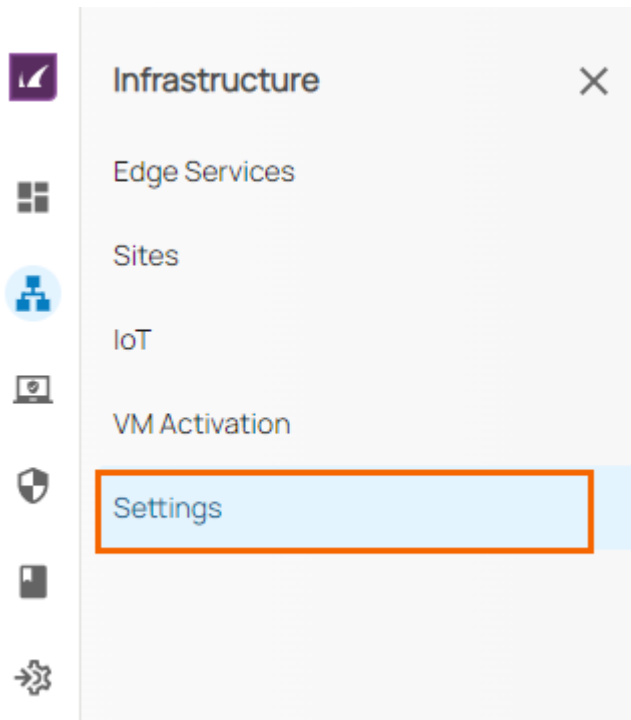 Infrastructure
Edge Services
Sites
IoT
VM Activation
Settings